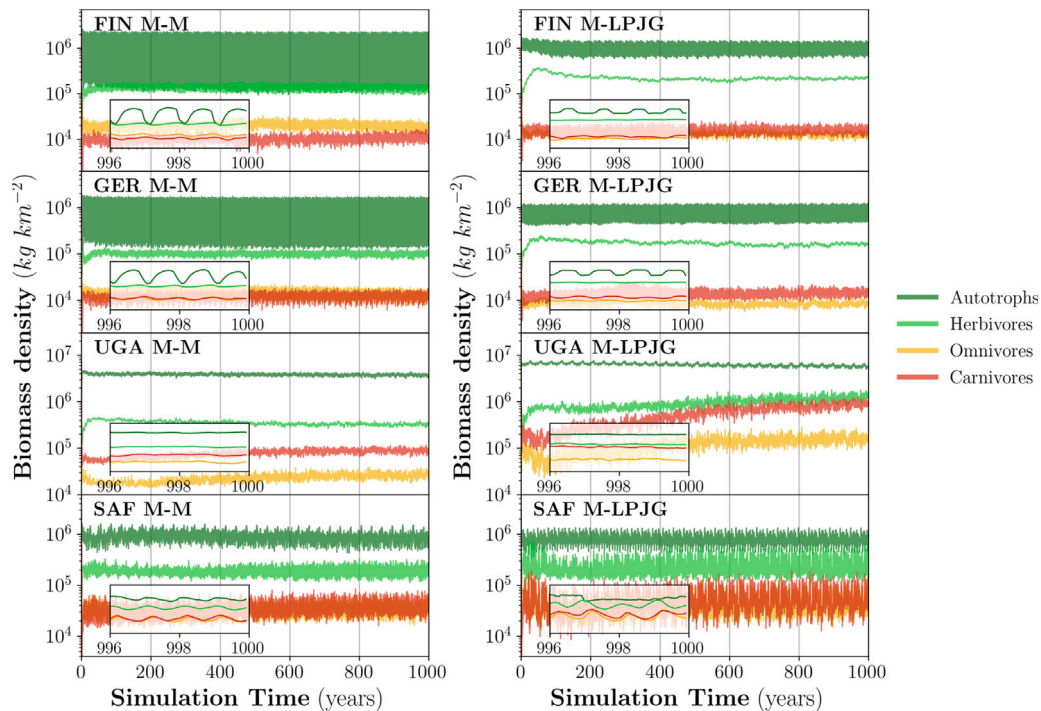 FIN M-M
10^6
10^5
10^4
996 998 1000
GER M-M
10^6
10^5
10^4
996 998 1000
UGA M-M
10^7
10^6
10^5
10^4
996 998 1000
SAF M-M
10^6
10^5
10^4
996 998 1000
0 200 400 600 800 1000
Simulation Time (years)
Biomass density (kg km^{-2})
FIN M-LPJG
10^6
10^5
10^4
996 998 1000
GER M-LPJG
10^6
10^5
10^4
996 998 1000
UGA M-LPJG
10^7
10^6
10^5
10^4
996 998 1000
SAF M-LPJG
10^6
10^5
10^4
996 998 1000
0 200 400 600 800 1000
Simulation Time (years)
Biomass density (kg km^{-2})
Autotrophs
Herbivores
Omnivores
Carnivores